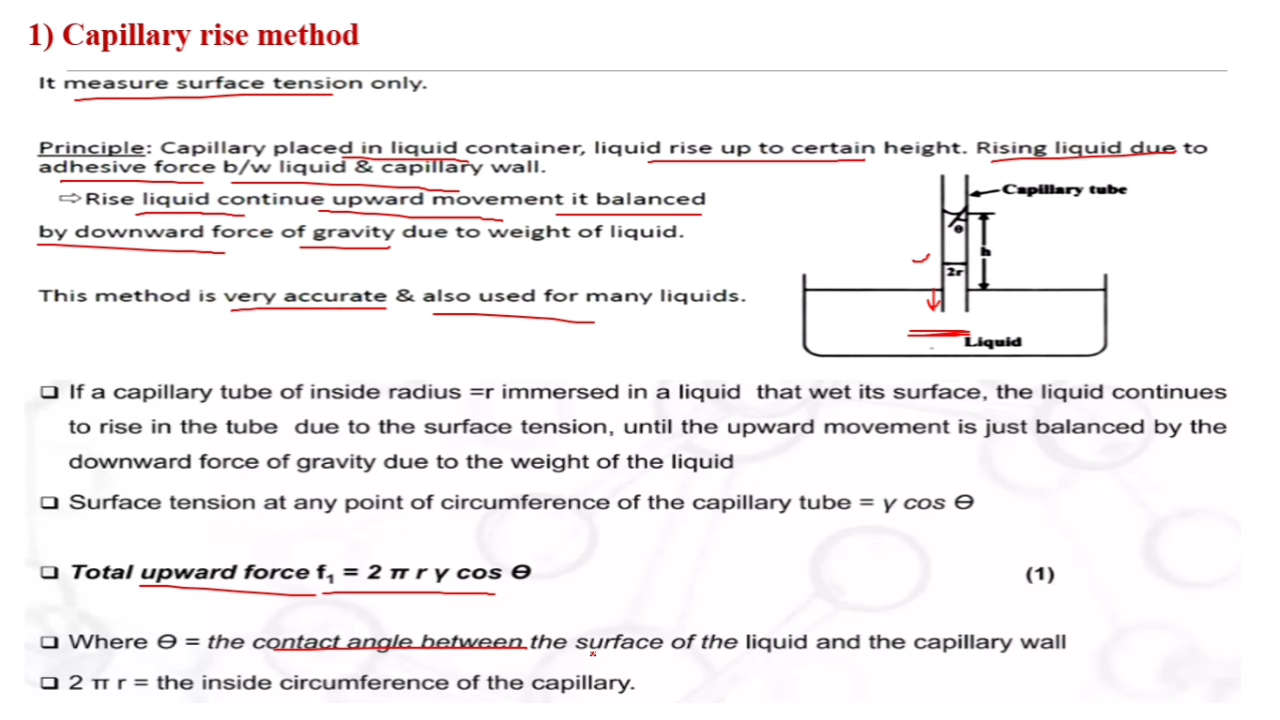 1) Capillary rise method
It measure surface tension only.
Principle: Capillary placed in liquid container, liquid rise up to certain height. Rising liquid due to
adhesive force b/w liquid & capillary wall.
⇨Rise liquid continue upward movement it balanced
by downward force of gravity due to weight of liquid.
This method is very accurate & also used for many liquids.
Capillary tube
θ
h
2r
Liquid
❑ If a capillary tube of inside radius =r immersed in a liquid that wet its surface, the liquid continues
to rise in the tube due to the surface tension, until the upward movement is just balanced by the
downward force of gravity due to the weight of the liquid
❑ Surface tension at any point of circumference of the capillary tube = γ cos Θ
❑ Total upward force f₁ = 2 π r γ cos Θ (1)
❑ Where Θ = the contact angle between the surface of the liquid and the capillary wall
❑ 2 π r = the inside circumference of the capillary.